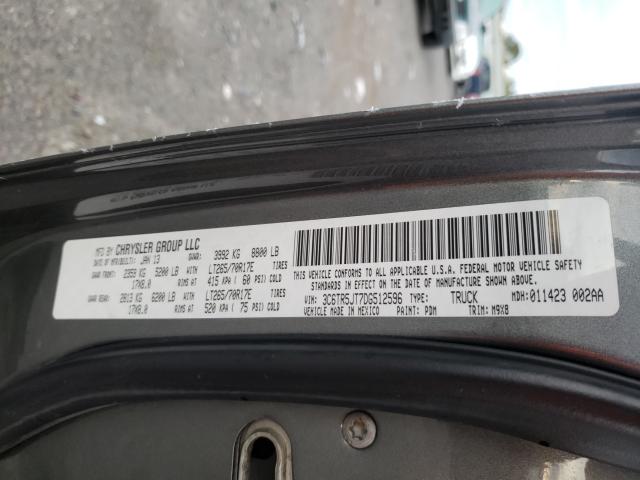 MFD BY CHRYSLER GROUP LLC
DATE OF MFR(BUILT): JAN 13 GVWR: 3992 KG 8800 LB
GAWR FRONT: 2359 KG 5200 LB WITH LT265/70R17E TIRES
17X8.0 RIMS AT 415 KPA ( 60 PSI) COLD
GAWR REAR: 2813 KG 6200 LB WITH LT265/70R17E TIRES
17X8.0 RIMS AT 520 KPA ( 75 PSI) COLD
THIS VEHICLE CONFORMS TO ALL APPLICABLE U.S.A. FEDERAL MOTOR VEHICLE SAFETY
STANDARDS IN EFFECT ON THE DATE OF MANUFACTURE SHOWN ABOVE.
VIN: 3C6TR5JT7DG512596 TYPE: TRUCK MDH: 011423 002AA
VEHICLE MADE IN MEXICO PAINT: PDM TRIM: M9X8